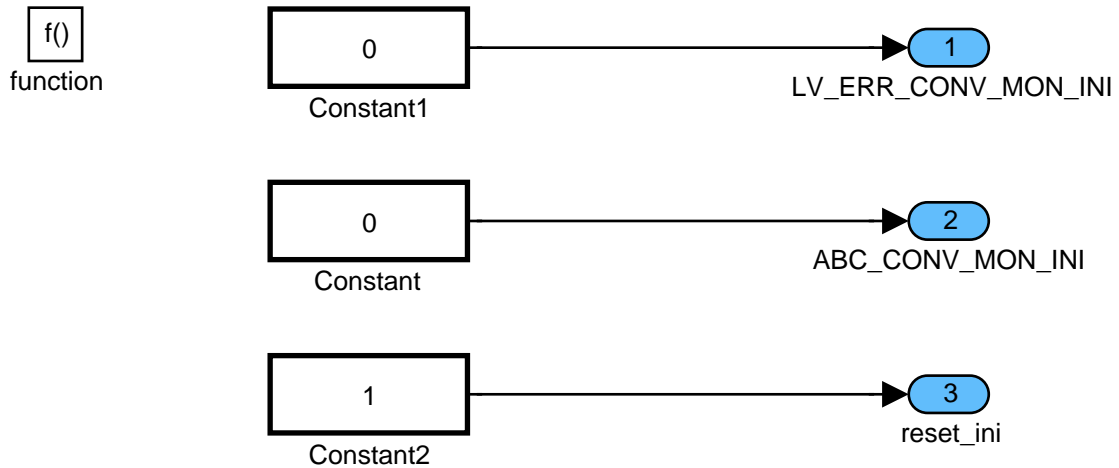 f()
function
0
Constant1
1
LV_ERR_CONV_MON_INI
0
Constant
2
ABC_CONV_MON_INI
1
Constant2
3
reset_ini